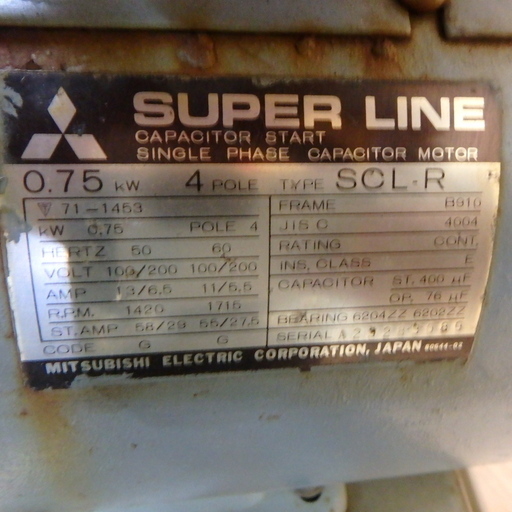 SUPER LINE
CAPACITOR START
SINGLE PHASE CAPACITOR MOTOR
0.75 kW 4 POLE TYPE SCL-R
71-1453
kW 0.75 POLE 4
HERTZ 50 60
VOLT 100/200 100/200
AMP 13/6.5 11/5.5
R.P.M. 1420 1715
ST.AMP 58/29 55/27.5
CODE G G
FRAME B910
JIS C 4004
RATING CONT.
INS. CLASS E
CAPACITOR ST. 400 µF
OP. 76 µF
BEARING 6204ZZ 6202ZZ
SERIAL
MITSUBISHI ELECTRIC CORPORATION, JAPAN